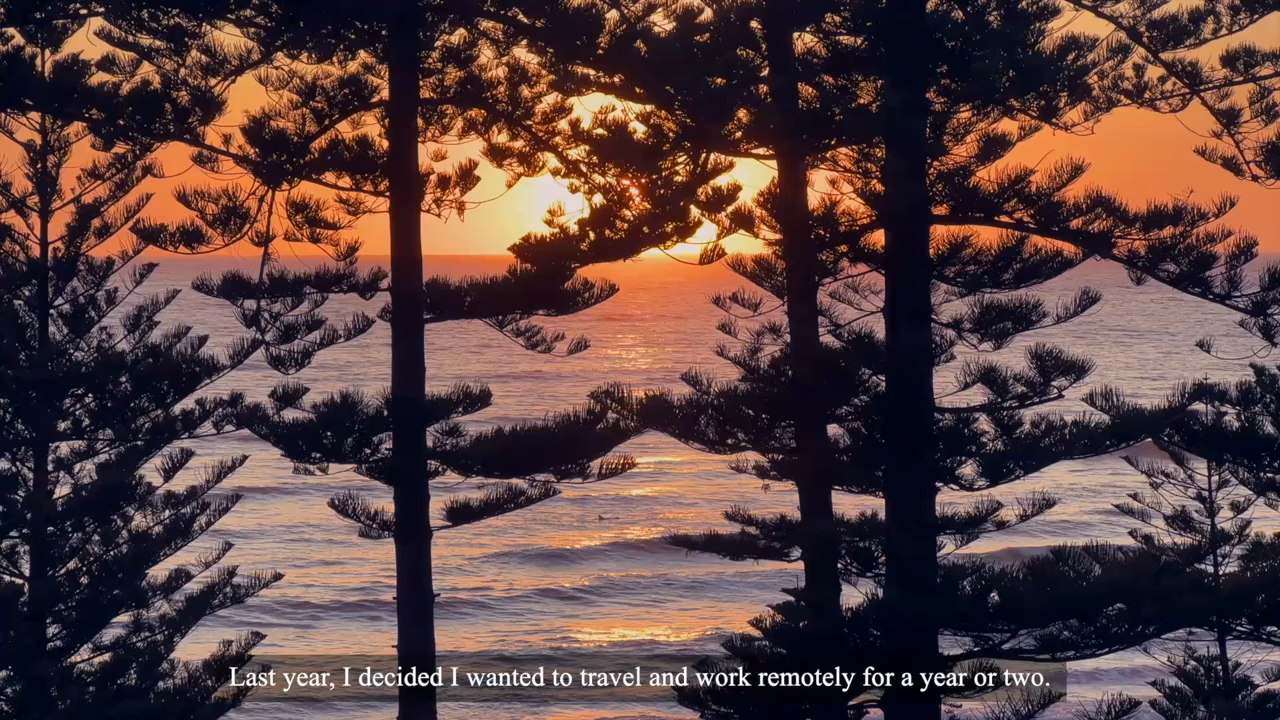 Last year, I decided I wanted to travel and work remotely for a year or two.